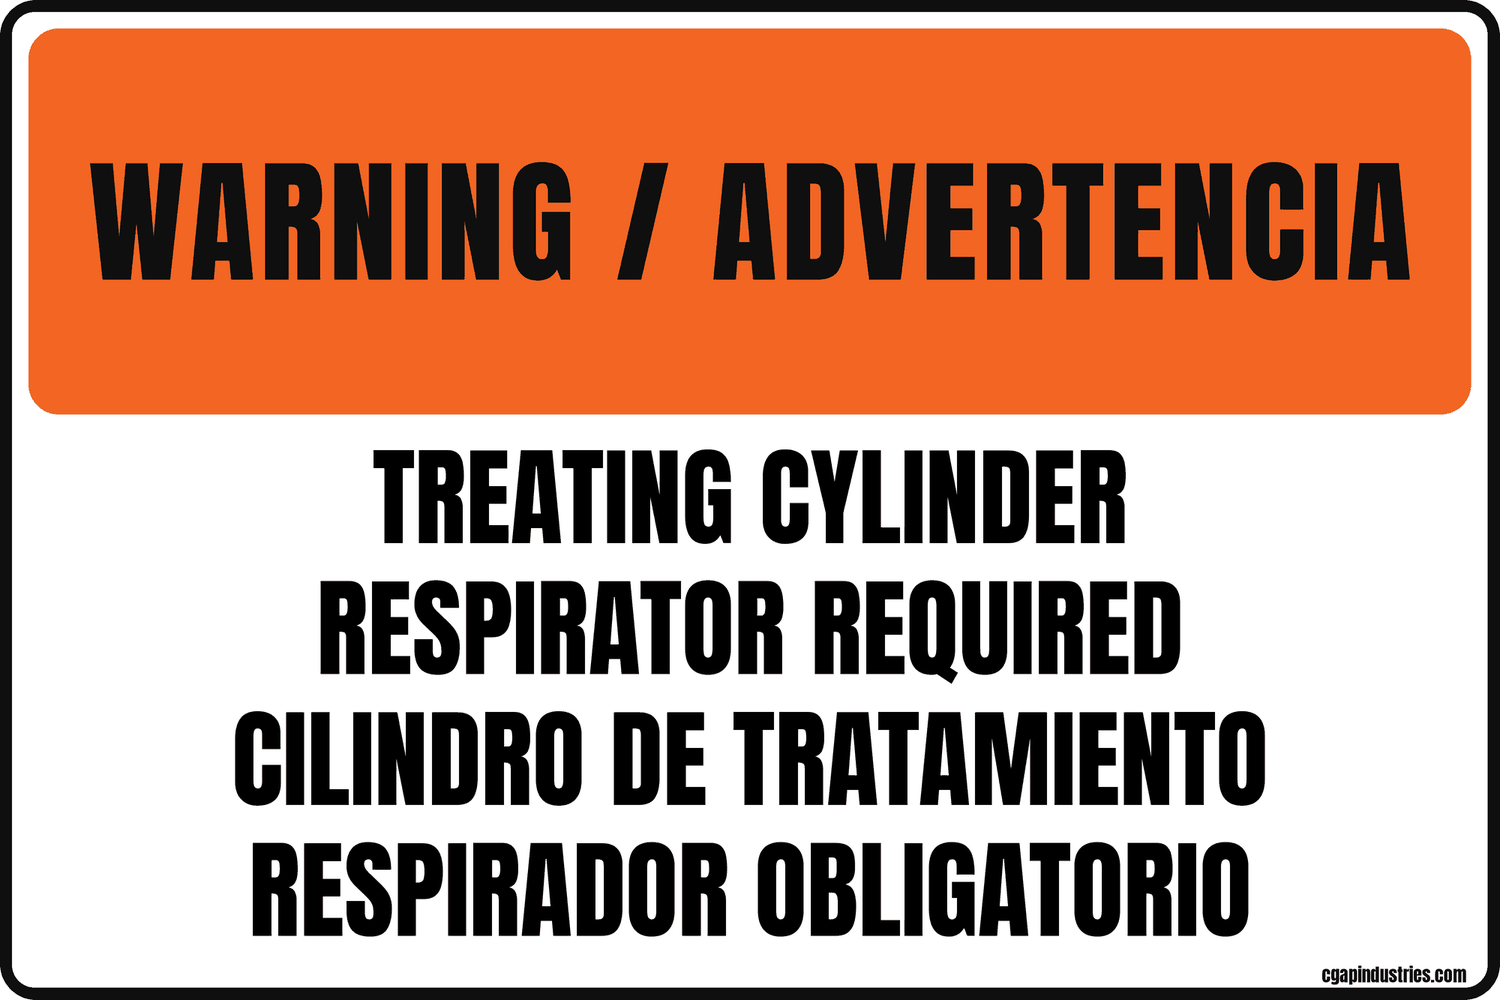 WARNING / ADVERTENCIA
TREATING CYLINDER
RESPIRATOR REQUIRED
CILINDRO DE TRATAMIENTO
RESPIRADOR OBLIGATORIO
cgapindustries.com